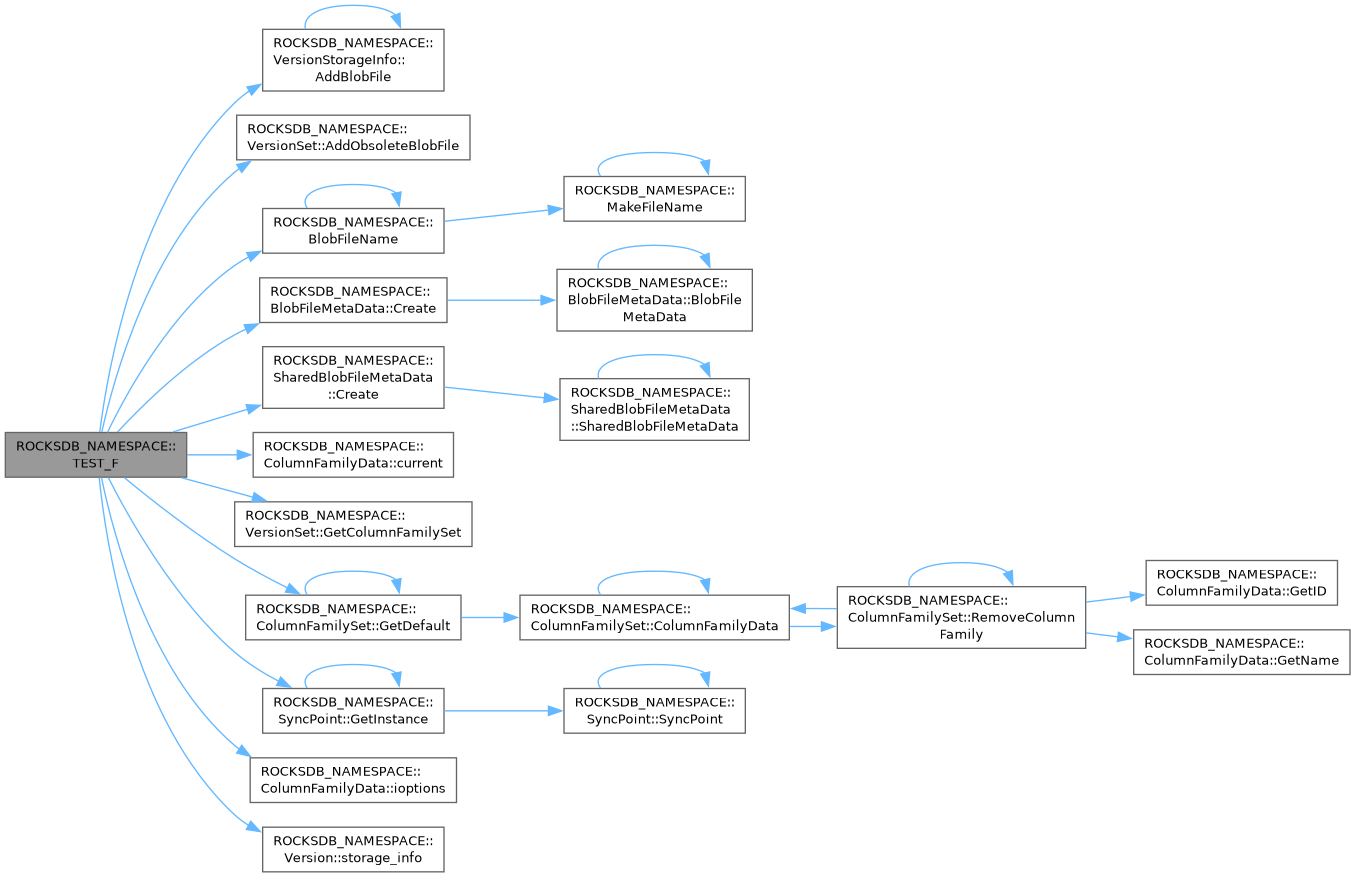 ROCKSDB_NAMESPACE::
TEST_F
ROCKSDB_NAMESPACE::
VersionStorageInfo::
AddBlobFile
ROCKSDB_NAMESPACE::
VersionSet::AddObsoleteBlobFile
ROCKSDB_NAMESPACE::
BlobFileName
ROCKSDB_NAMESPACE::
MakeFileName
ROCKSDB_NAMESPACE::
BlobFileMetaData::Create
ROCKSDB_NAMESPACE::
BlobFileMetaData::BlobFile
MetaData
ROCKSDB_NAMESPACE::
SharedBlobFileMetaData
::Create
ROCKSDB_NAMESPACE::
SharedBlobFileMetaData
::SharedBlobFileMetaData
ROCKSDB_NAMESPACE::
ColumnFamilyData::current
ROCKSDB_NAMESPACE::
VersionSet::GetColumnFamilySet
ROCKSDB_NAMESPACE::
ColumnFamilySet::GetDefault
ROCKSDB_NAMESPACE::
ColumnFamilySet::ColumnFamilyData
ROCKSDB_NAMESPACE::
ColumnFamilySet::RemoveColumn
Family
ROCKSDB_NAMESPACE::
ColumnFamilyData::GetID
ROCKSDB_NAMESPACE::
ColumnFamilyData::GetName
ROCKSDB_NAMESPACE::
SyncPoint::GetInstance
ROCKSDB_NAMESPACE::
SyncPoint::SyncPoint
ROCKSDB_NAMESPACE::
ColumnFamilyData::ioptions
ROCKSDB_NAMESPACE::
Version::storage_info